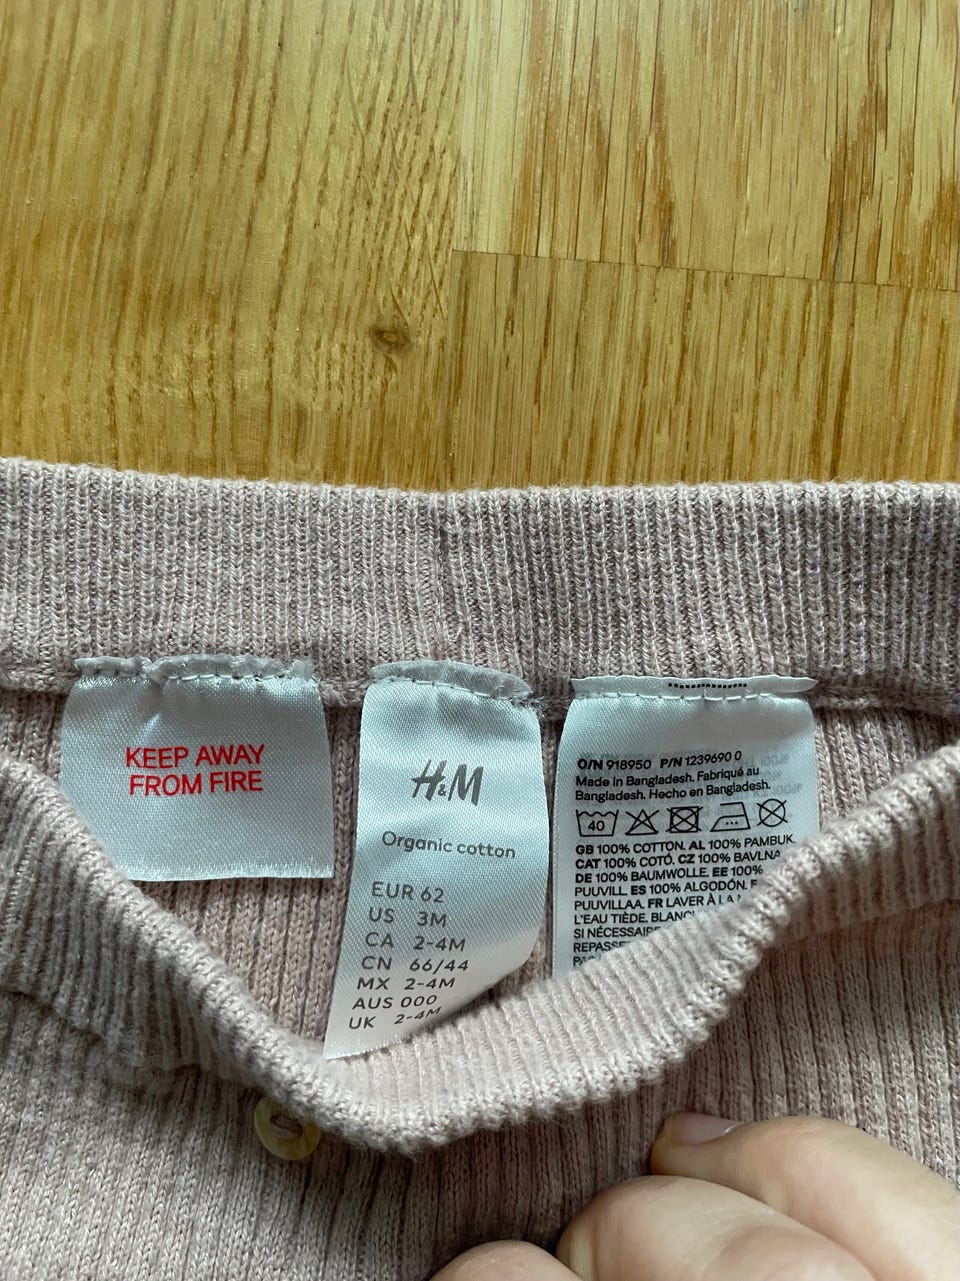 KEEP AWAY
FROM FIRE
H&M
Organic cotton
EUR 62
US 3M
CA 2-4M
CN 66/44
MX 2-4M
AUS 000
UK 2-4M
O/N 918950 P/N 1239690 0
Made in Bangladesh. Fabriqué au
Bangladesh. Hecho en Bangladesh.
40
GB 100% COTTON. AL 100% PAMBUK.
CAT 100% COTÓ. CZ 100% BAVLNA
DE 100% BAUMWOLLE. EE 100%
PUUVILL. ES 100% ALGODÓN.
PUUVILLAA. FR LAVER À LA
L'EAU TIÈDE,
SI NÉCESSAIRE